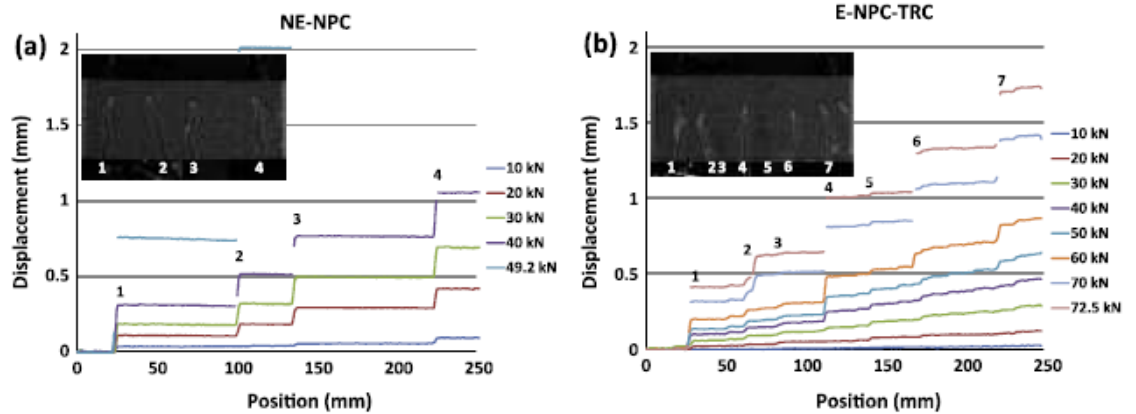 NE-NPC
(a)
Displacement (mm)
2
1.5
1
0.5
0
0 50 100 150 200 250
Position (mm)
1 2 3 4
1
2
3
4
10 kN
20 kN
30 kN
40 kN
49.2 kN
E-NPC-TRC
(b)
Displacement (mm)
2
1.5
1
0.5
0
0 50 100 150 200 250
Position (mm)
1 2 3 4 5 6 7
1
2
3
4
5
6
7
10 kN
20 kN
30 kN
40 kN
50 kN
60 kN
70 kN
72.5 kN